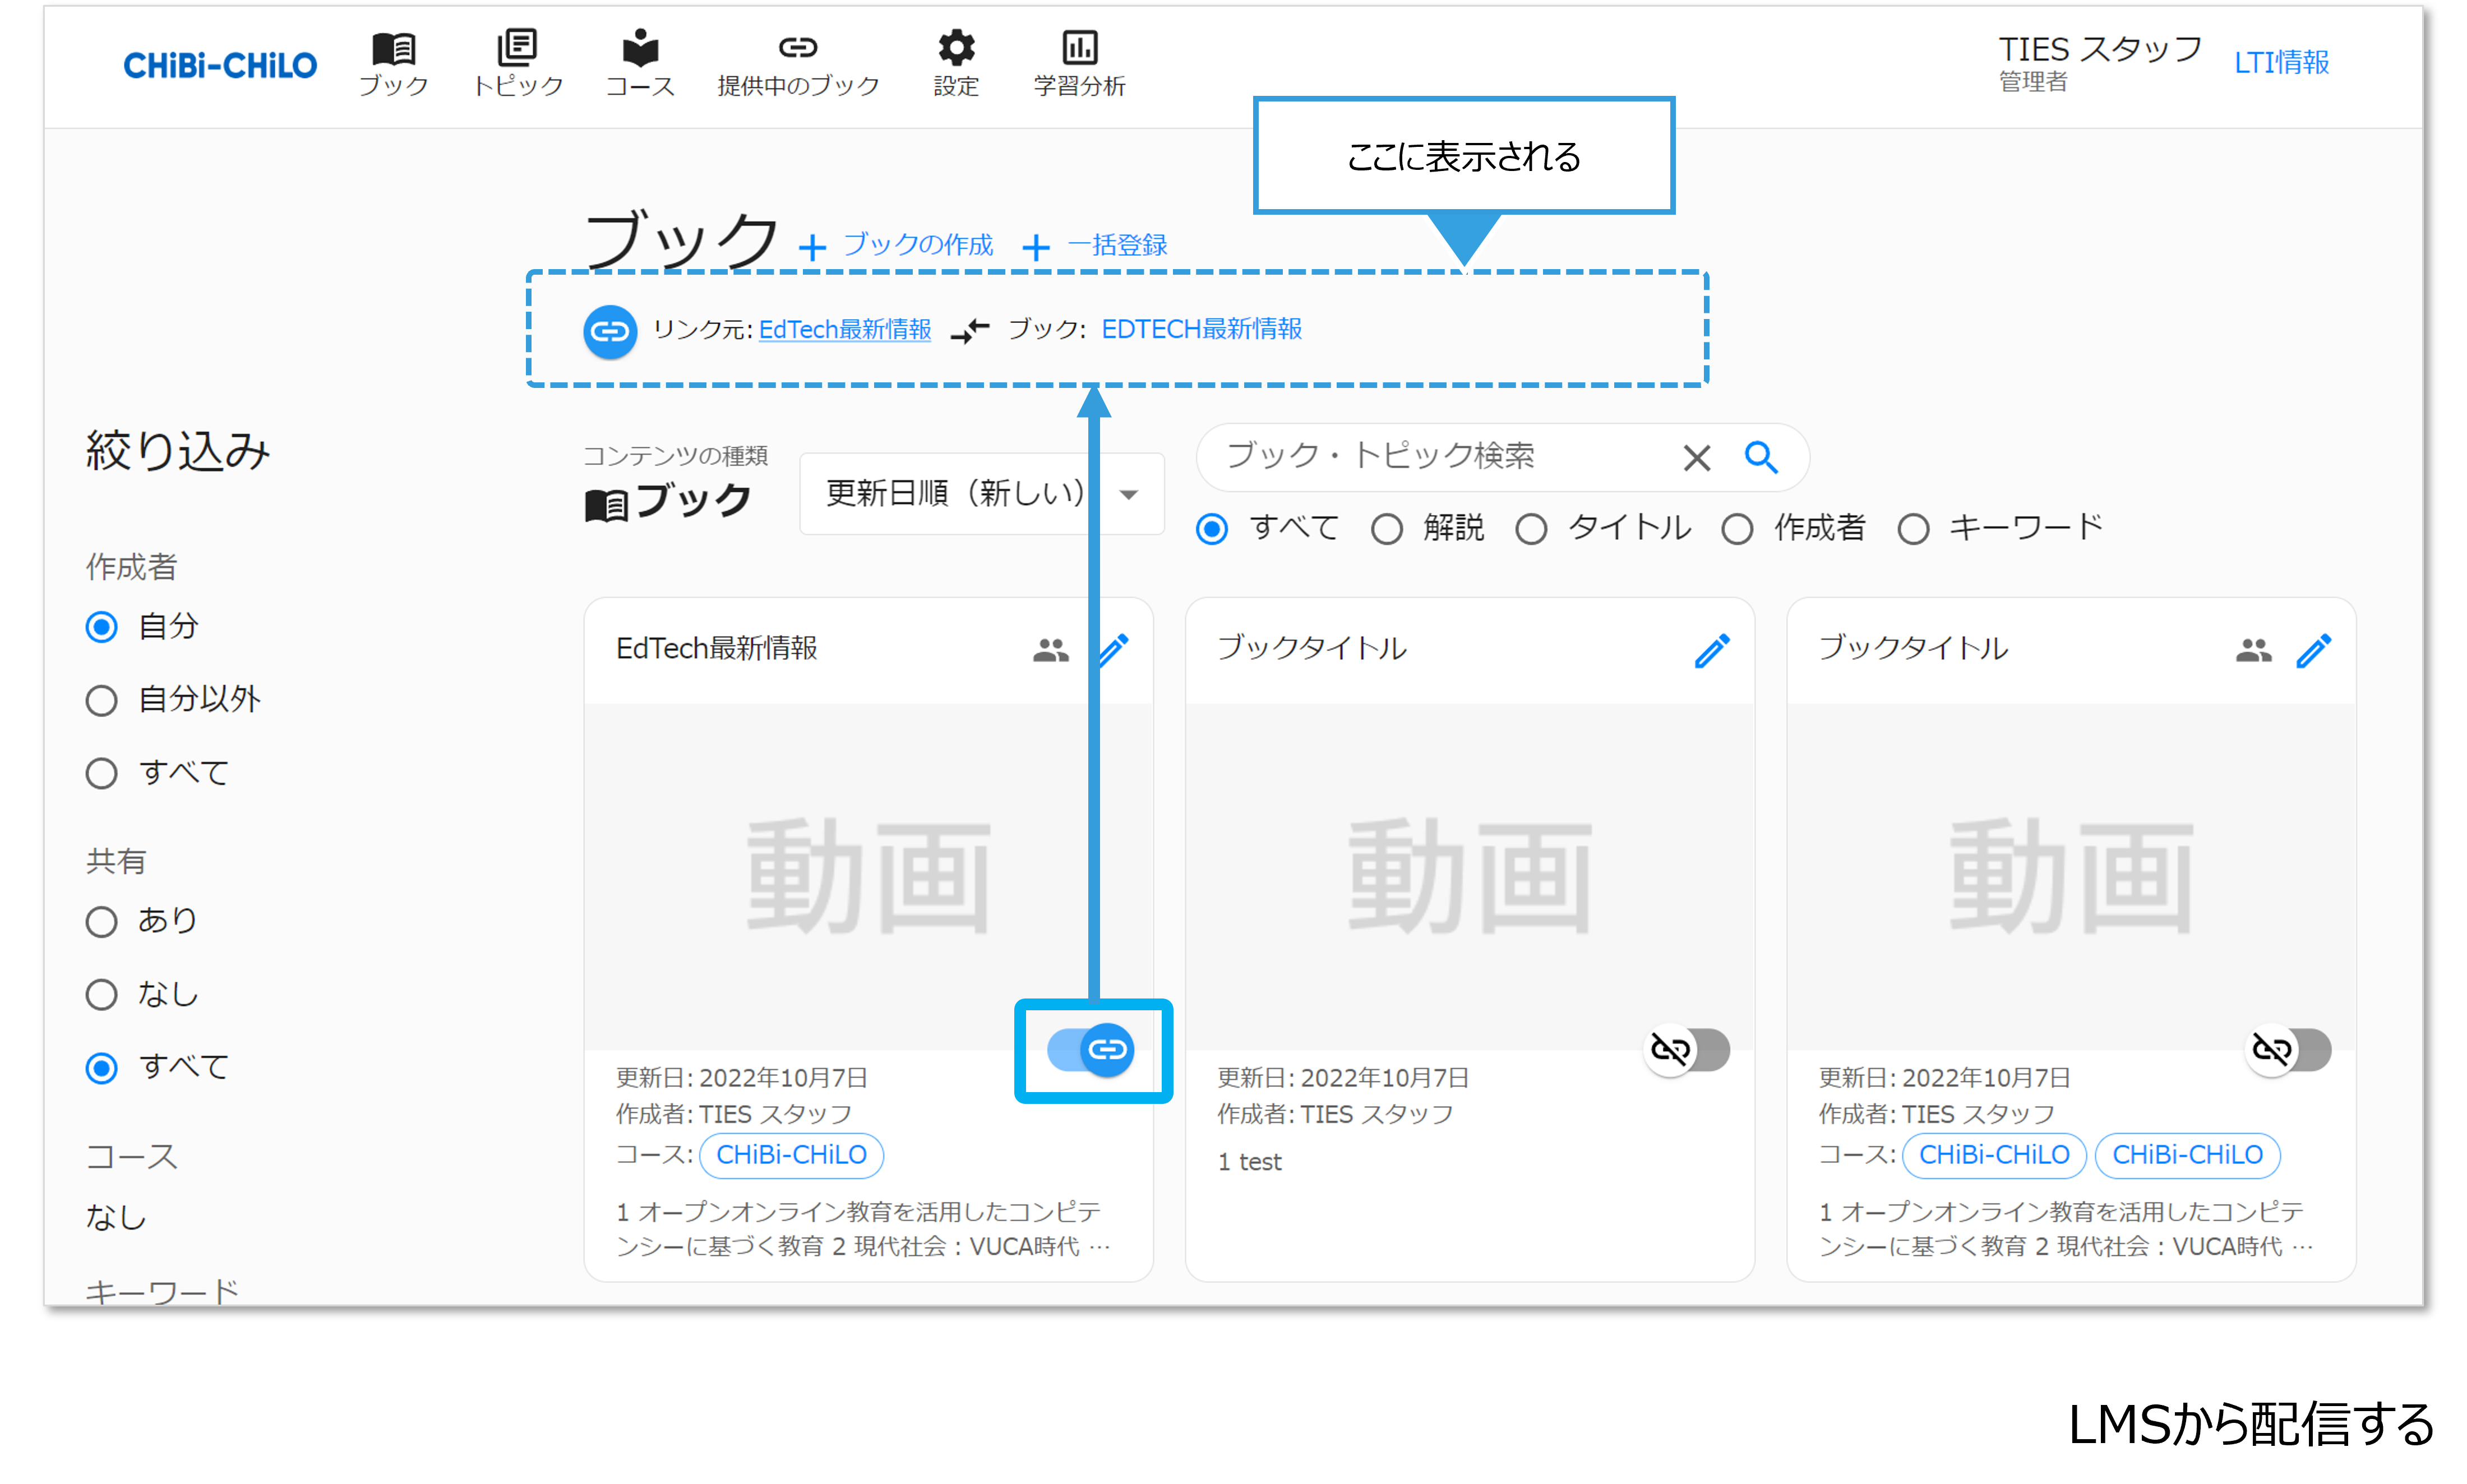 CHiBi-CHiLO
ブック
トピック
コース
提供中のブック
設定
学習分析
TIES スタッフ
管理者
LTI情報
ここに表示される
ブック
ブックの作成
一括登録
リンク元: EdTech最新情報 ブック: EDTECH最新情報
絞り込み
作成者
自分
自分以外
すべて
共有
あり
なし
すべて
コース
なし
キーワード
コンテンツの種類
ブック
更新日順（新しい）
ブック・トピック検索
すべて 解説 タイトル 作成者 キーワード
EdTech最新情報
動画
更新日: 2022年10月7日
作成者: TIES スタッフ
コース: CHiBi-CHiLO
1 オープンオンライン教育を活用したコンピテ
ンシーに基づく教育 2 現代社会：VUCA時代 …
ブックタイトル
動画
更新日: 2022年10月7日
作成者: TIES スタッフ
1 test
ブックタイトル
動画
更新日: 2022年10月7日
作成者: TIES スタッフ
コース: CHiBi-CHiLO CHiBi-CHiLO
1 オープンオンライン教育を活用したコンピテ
ンシーに基づく教育 2 現代社会：VUCA時代 …
LMSから配信する